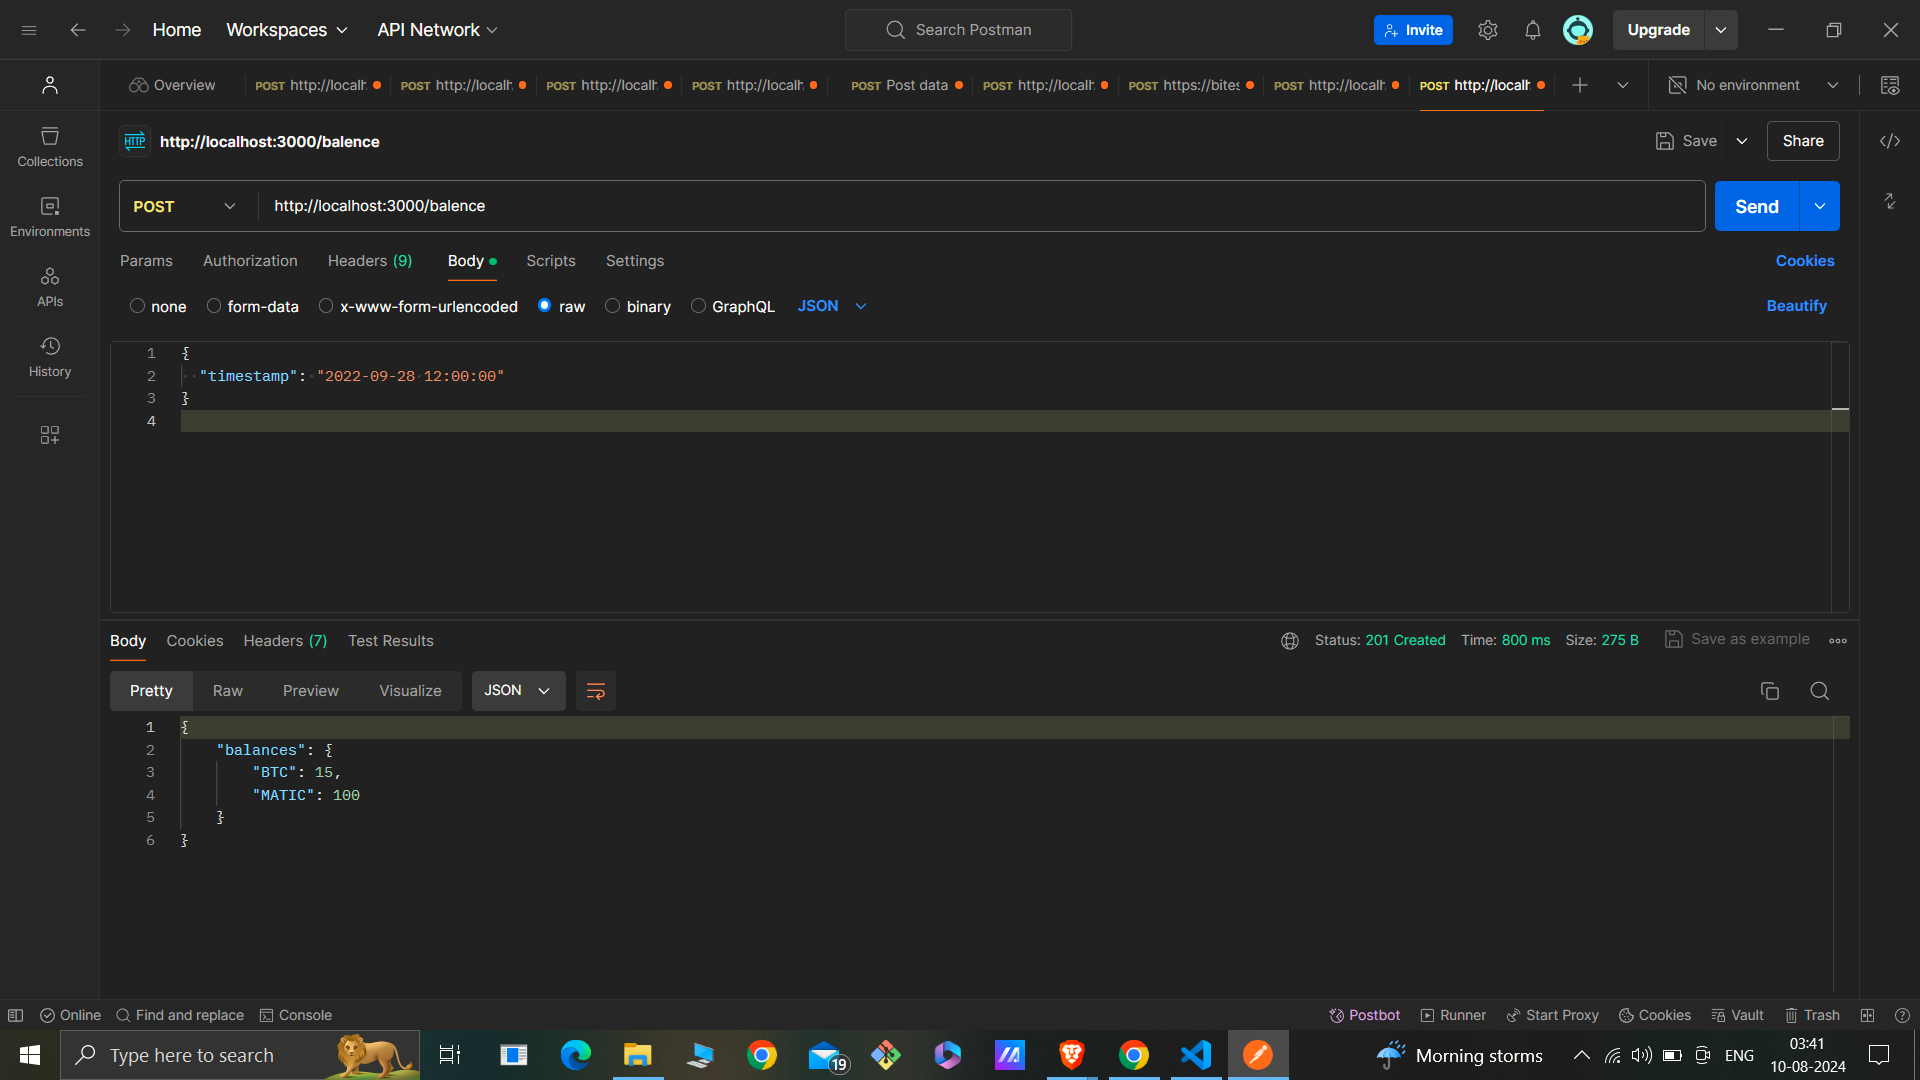 Home Workspaces API Network Search Postman Invite Upgrade
Overview POST http://localh POST http://localh POST http://localh POST http://localh POST Post data POST http://localh POST https://bites POST http://localh POST http://localh No environment
HTTP http://localhost:3000/balence Save Share
POST http://localhost:3000/balence Send
Params Authorization Headers (9) Body Scripts Settings Cookies
none form-data x-www-form-urlencoded raw binary GraphQL JSON Beautify
Collections
Environments
APIs
History
1 {
2 "timestamp": "2022-09-28 12:00:00"
3 }
4
Body Cookies Headers (7) Test Results Status: 201 Created Time: 800 ms Size: 275 B Save as example
Pretty Raw Preview Visualize JSON
1 {
2 "balances": {
3 "BTC": 15,
4 "MATIC": 100
5 }
6 }
Online Find and replace Console Postbot Runner Start Proxy Cookies Vault Trash
Type here to search 19 Morning storms ENG 03:41
10-08-2024